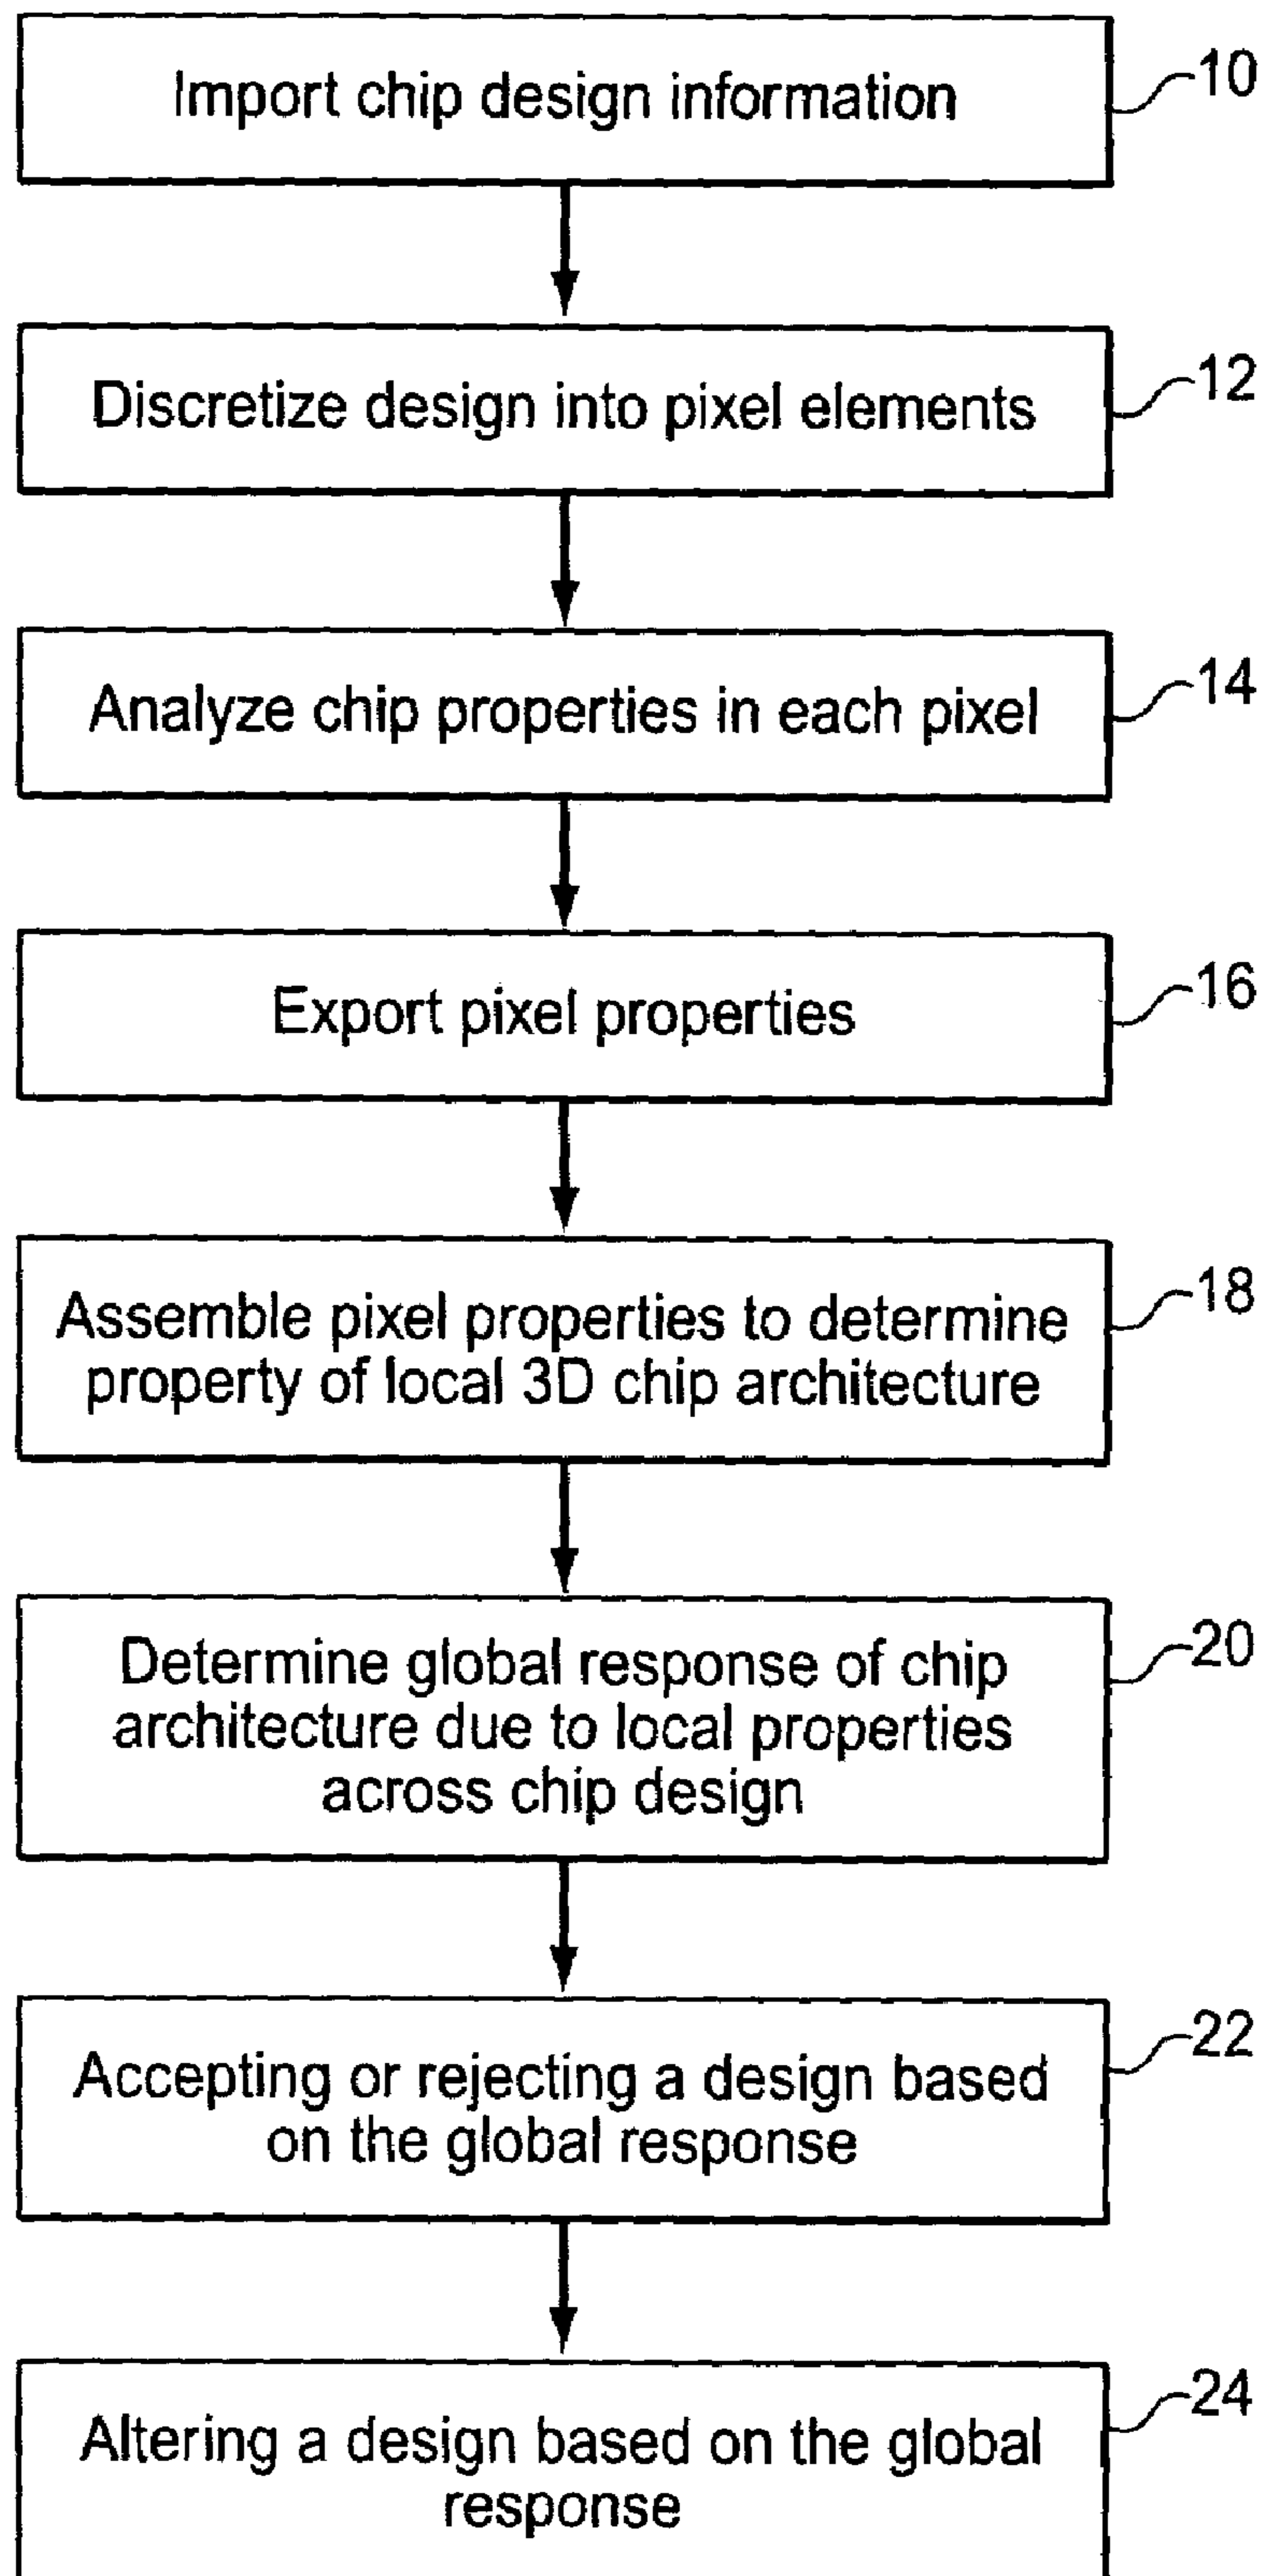 Import chip design information
10
Discretize design into pixel elements
12
Analyze chip properties in each pixel
14
Export pixel properties
16
Assemble pixel properties to determine
property of local 3D chip architecture
18
Determine global response of chip
architecture due to local properties
across chip design
20
Accepting or rejecting a design based
on the global response
22
Altering a design based on the global
response
24